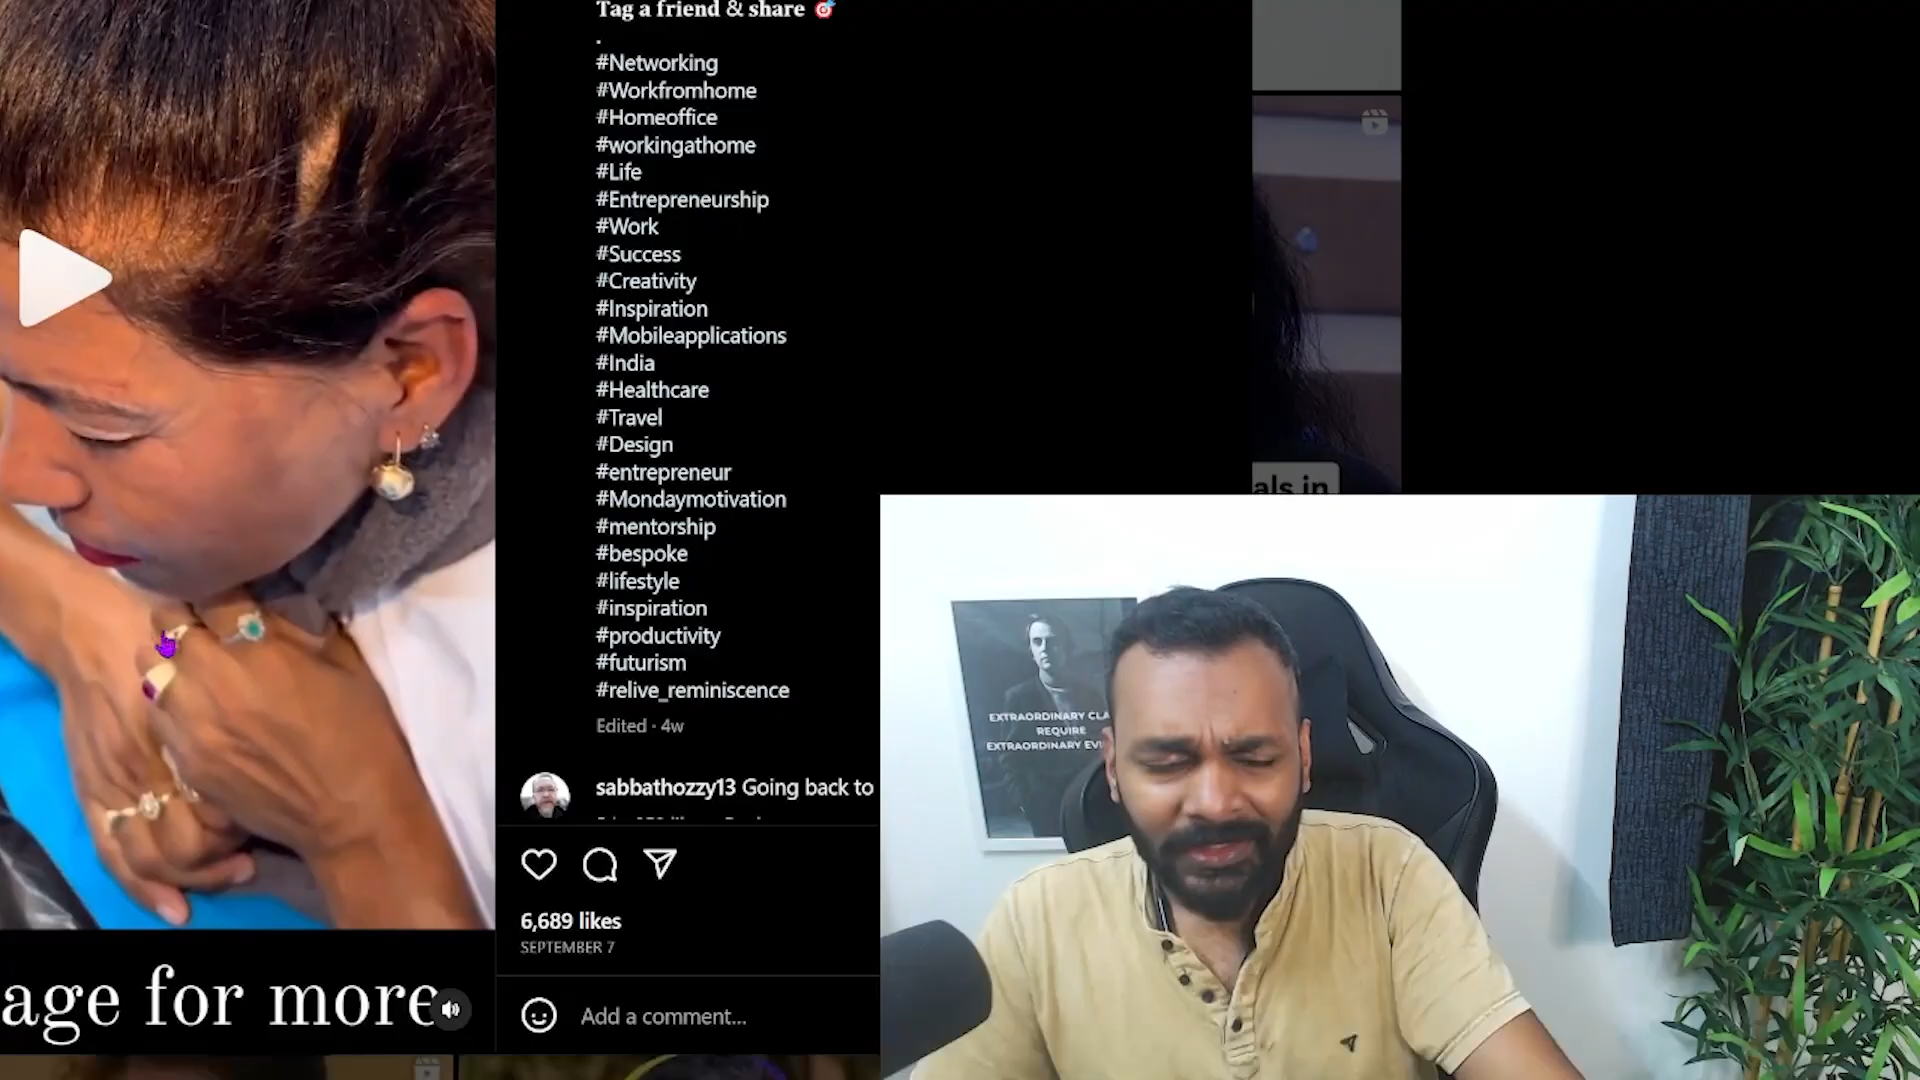 𝐓𝐚𝐠 𝐚 𝐟𝐫𝐢𝐞𝐧𝐝 & 𝐬𝐡𝐚𝐫𝐞 🎯
.
#Networking
#Workfromhome
#Homeoffice
#workingathome
#Life
#Entrepreneurship
#Work
#Success
#Creativity
#Inspiration
#Mobileapplications
#India
#Healthcare
#Travel
#Design
#entrepreneur
#Mondaymotivation
#mentorship
#bespoke
#lifestyle
#inspiration
#productivity
#futurism
#relive_reminiscence
Edited · 4w
sabbathozzy13 Going back to
6,689 likes
SEPTEMBER 7
Add a comment...
age for more
als in
EXTRAORDINARY CLA
REQUIRE
EXTRAORDINARY EVI